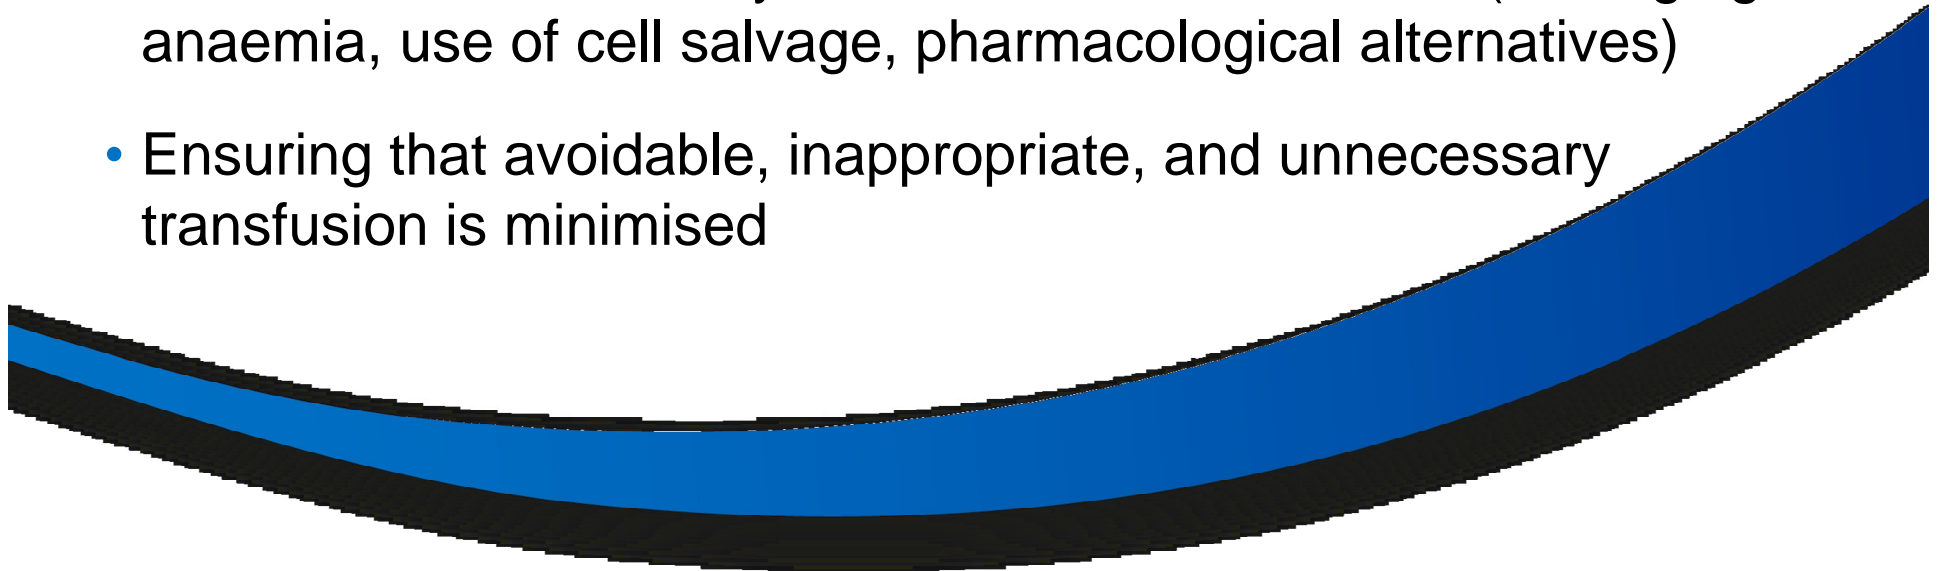 anaemia, use of cell salvage, pharmacological alternatives)
• Ensuring that avoidable, inappropriate, and unnecessary
transfusion is minimised